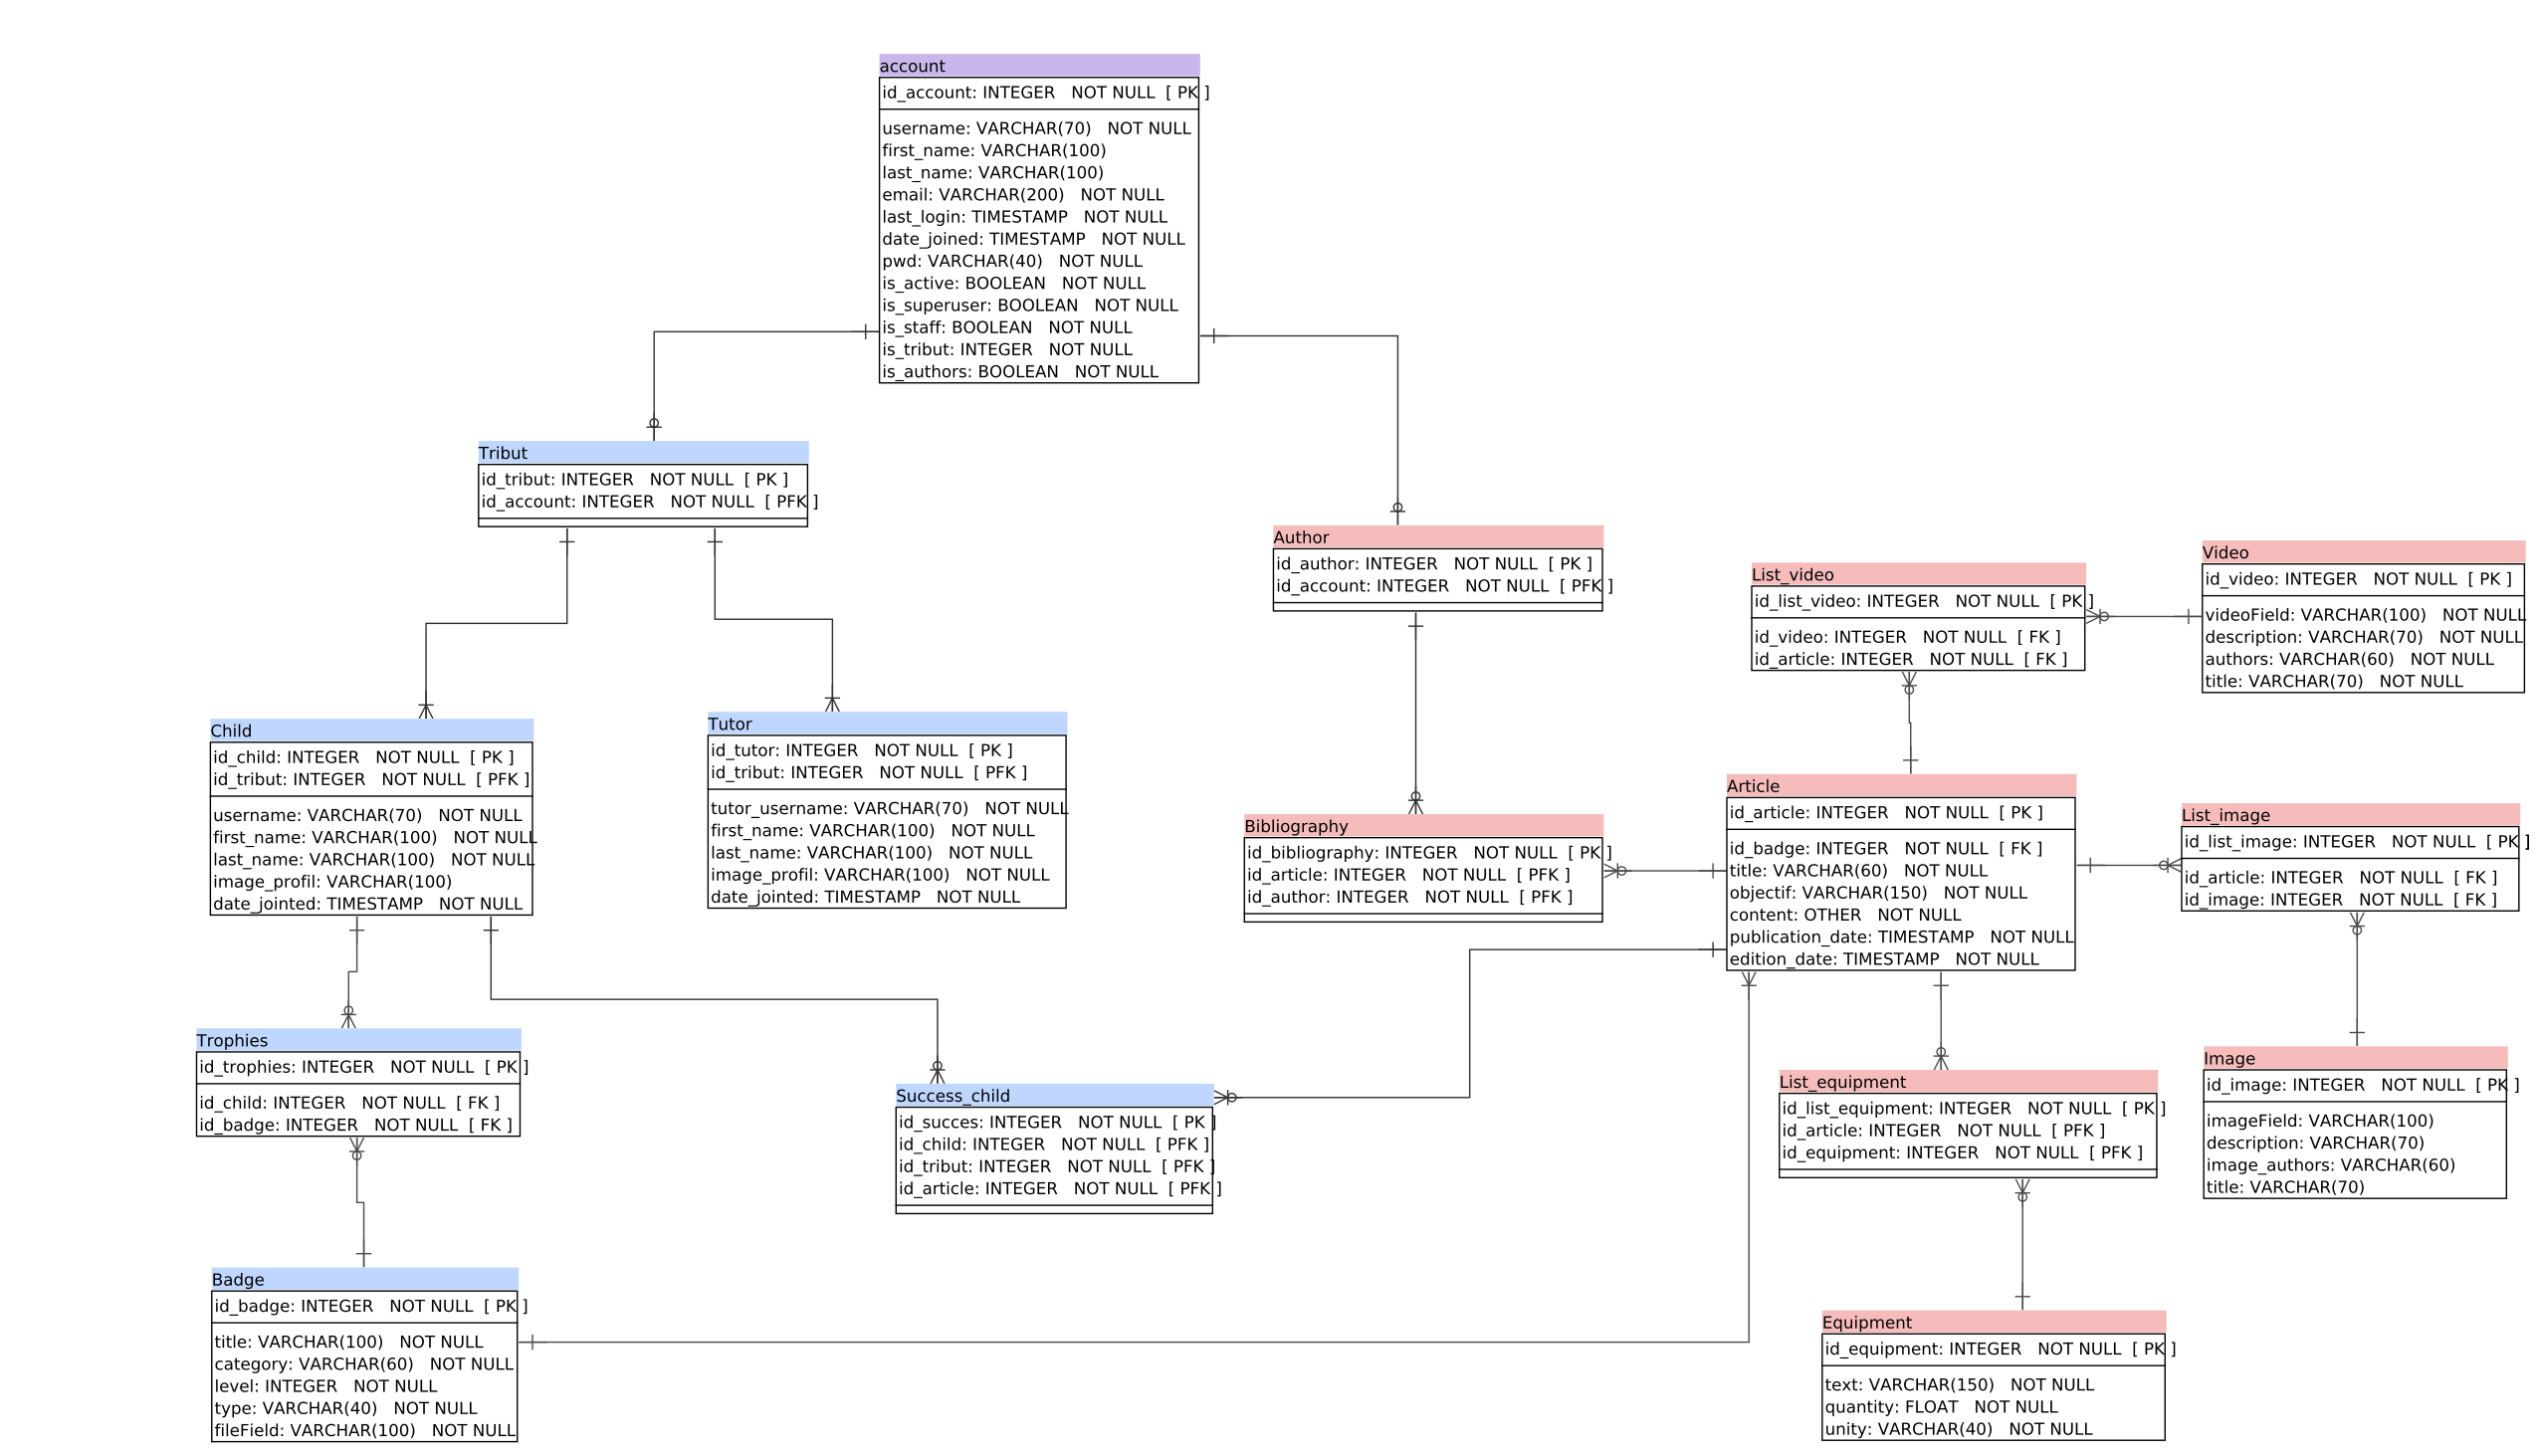 account
id_account: INTEGER NOT NULL [ PK ]
username: VARCHAR(70) NOT NULL
first_name: VARCHAR(100)
last_name: VARCHAR(100)
email: VARCHAR(200) NOT NULL
last_login: TIMESTAMP NOT NULL
date_joined: TIMESTAMP NOT NULL
pwd: VARCHAR(40) NOT NULL
is_active: BOOLEAN NOT NULL
is_superuser: BOOLEAN NOT NULL
is_staff: BOOLEAN NOT NULL
is_tribut: INTEGER NOT NULL
is_authors: BOOLEAN NOT NULL
Tribut
id_tribut: INTEGER NOT NULL [ PK ]
id_account: INTEGER NOT NULL [ PFK ]
Author
id_author: INTEGER NOT NULL [ PK ]
id_account: INTEGER NOT NULL [ PFK ]
List_video
id_list_video: INTEGER NOT NULL [ PK ]
id_video: INTEGER NOT NULL [ FK ]
id_article: INTEGER NOT NULL [ FK ]
Video
id_video: INTEGER NOT NULL [ PK ]
videoField: VARCHAR(100) NOT NULL
description: VARCHAR(70) NOT NULL
authors: VARCHAR(60) NOT NULL
title: VARCHAR(70) NOT NULL
Child
id_child: INTEGER NOT NULL [ PK ]
id_tribut: INTEGER NOT NULL [ PFK ]
username: VARCHAR(70) NOT NULL
first_name: VARCHAR(100) NOT NULL
last_name: VARCHAR(100) NOT NULL
image_profil: VARCHAR(100)
date_jointed: TIMESTAMP NOT NULL
Tutor
id_tutor: INTEGER NOT NULL [ PK ]
id_tribut: INTEGER NOT NULL [ PFK ]
tutor_username: VARCHAR(70) NOT NULL
first_name: VARCHAR(100) NOT NULL
last_name: VARCHAR(100) NOT NULL
image_profil: VARCHAR(100) NOT NULL
date_jointed: TIMESTAMP NOT NULL
Bibliography
id_bibliography: INTEGER NOT NULL [ PK ]
id_article: INTEGER NOT NULL [ PFK ]
id_author: INTEGER NOT NULL [ PFK ]
Article
id_article: INTEGER NOT NULL [ PK ]
id_badge: INTEGER NOT NULL [ FK ]
title: VARCHAR(60) NOT NULL
objectif: VARCHAR(150) NOT NULL
content: OTHER NOT NULL
publication_date: TIMESTAMP NOT NULL
edition_date: TIMESTAMP NOT NULL
List_image
id_list_image: INTEGER NOT NULL [ PK ]
id_article: INTEGER NOT NULL [ FK ]
id_image: INTEGER NOT NULL [ FK ]
Trophies
id_trophies: INTEGER NOT NULL [ PK ]
id_child: INTEGER NOT NULL [ FK ]
id_badge: INTEGER NOT NULL [ FK ]
Success_child
id_succes: INTEGER NOT NULL [ PK ]
id_child: INTEGER NOT NULL [ PFK ]
id_tribut: INTEGER NOT NULL [ PFK ]
id_article: INTEGER NOT NULL [ PFK ]
List_equipment
id_list_equipment: INTEGER NOT NULL [ PK ]
id_article: INTEGER NOT NULL [ PFK ]
id_equipment: INTEGER NOT NULL [ PFK ]
Image
id_image: INTEGER NOT NULL [ PK ]
imageField: VARCHAR(100)
description: VARCHAR(70)
image_authors: VARCHAR(60)
title: VARCHAR(70)
Badge
id_badge: INTEGER NOT NULL [ PK ]
title: VARCHAR(100) NOT NULL
category: VARCHAR(60) NOT NULL
level: INTEGER NOT NULL
type: VARCHAR(40) NOT NULL
fileField: VARCHAR(100) NOT NULL
Equipment
id_equipment: INTEGER NOT NULL [ PK ]
text: VARCHAR(150) NOT NULL
quantity: FLOAT NOT NULL
unity: VARCHAR(40) NOT NULL